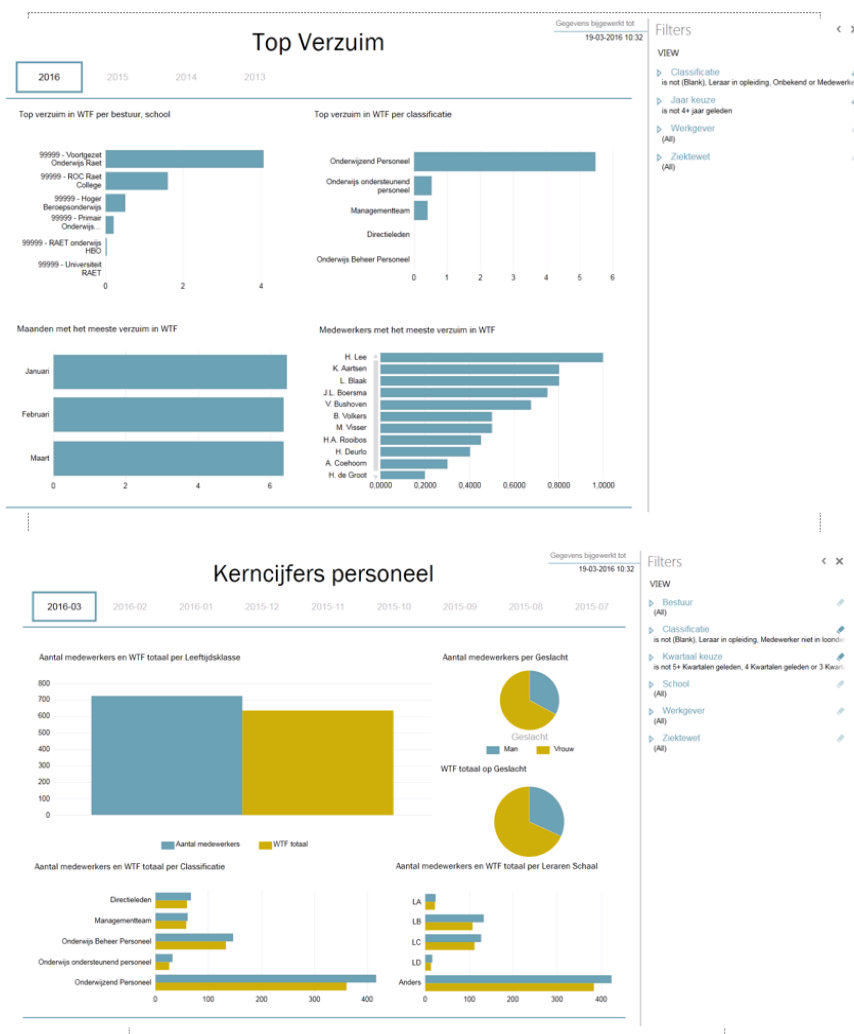 Gegevens bijgewerkt tot
19-03-2016 10:32
Top Verzuim
2016 2015 2014 2013
Top verzuim in WTF per bestuur, school
99999 - Voortgezet
Onderwijs Raet
99999 - ROC Raet
College
99999 - Hoger
Beroepsonderwijs
99999 - Primair
Onderwijs...
99999 - RAET onderwijs
HBO
99999 - Universiteit
RAET
0 2 4
Top verzuim in WTF per classificatie
Onderwijzend Personeel
Onderwijs ondersteunend
personeel
Managementteam
Directieleden
Onderwijs Beheer Personeel
0 1 2 3 4 5 6
Maanden met het meeste verzuim in WTF
Januari
Februari
Maart
0 2 4 6
Medewerkers met het meeste verzuim in WTF
H. Lee
K. Aartsen
L. Blaak
J.L. Boersma
V. Bushoven
B. Volkers
M. Visser
H.A. Rooibos
H. Deurlo
A. Coehoorn
H. de Groot
0,0000 0,2000 0,4000 0,6000 0,8000 1,0000
Filters
VIEW
Classificatie
is not (Blank), Leraar in opleiding, Onbekend or Medewerke
Jaar keuze
is not 4+ jaar geleden
Werkgever
(All)
Ziektewet
(All)
Gegevens bijgewerkt tot
19-03-2016 10:32
Kerncijfers personeel
2016-03 2016-02 2016-01 2015-12 2015-11 2015-10 2015-09 2015-08 2015-07
Aantal medewerkers en WTF totaal per Leeftijdsklasse
800
700
600
500
400
300
200
100
0
Aantal medewerkers WTF totaal
Aantal medewerkers per Geslacht
Geslacht
Man Vrouw
WTF totaal op Geslacht
Aantal medewerkers en WTF totaal per Classificatie
Directieleden
Managementteam
Onderwijs Beheer Personeel
Onderwijs ondersteunend personeel
Onderwijzend Personeel
0 100 200 300 400
Aantal medewerkers en WTF totaal per Leraren Schaal
LA
LB
LC
LD
Anders
0 100 200 300 400
Filters
VIEW
Bestuur
(All)
Classificatie
is not (Blank), Leraar in opleiding, Medewerker niet in loondie
Kwartaal keuze
is not 5+ Kwartalen geleden, 4 Kwartalen geleden or 3 Kwart
School
(All)
Werkgever
(All)
Ziektewet
(All)